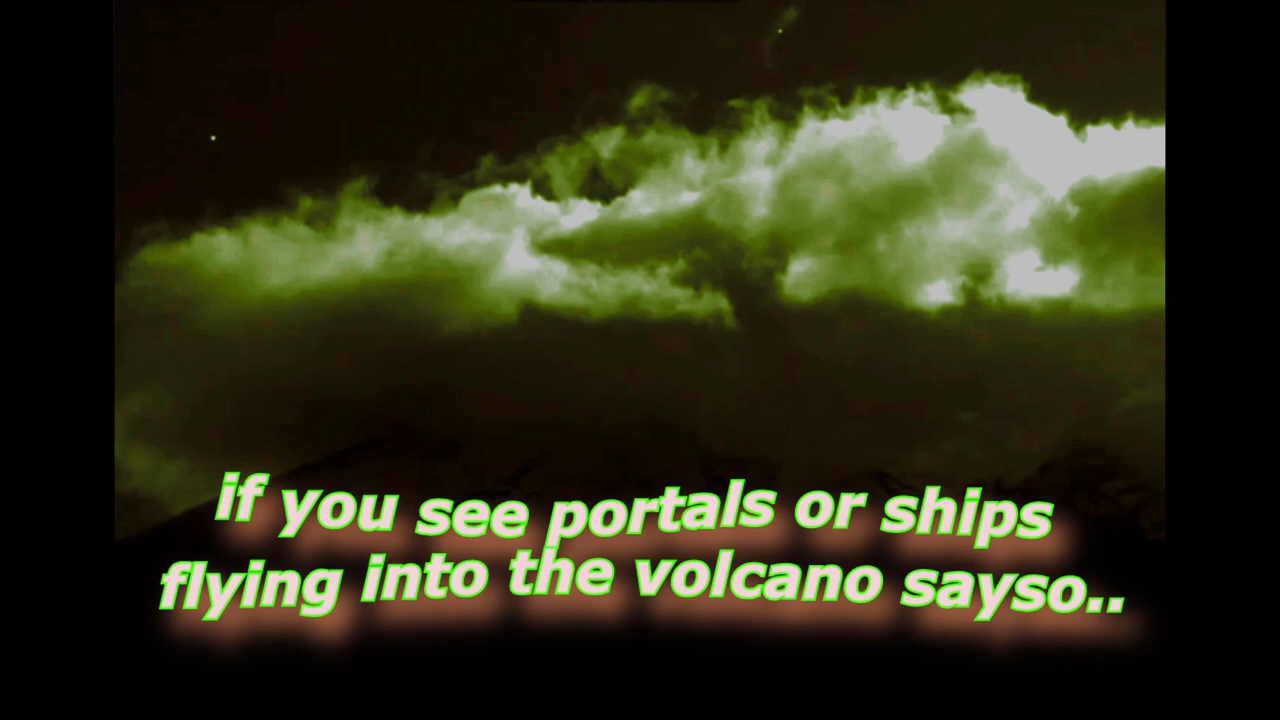 if you see portals or ships
flying into the volcano sayso..